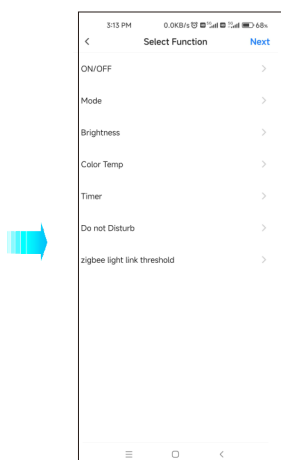 3:13 PM 0.0KB/s 68%
Select Function Next
ON/OFF
Mode
Brightness
Color Temp
Timer
Do not Disturb
zigbee light link threshold